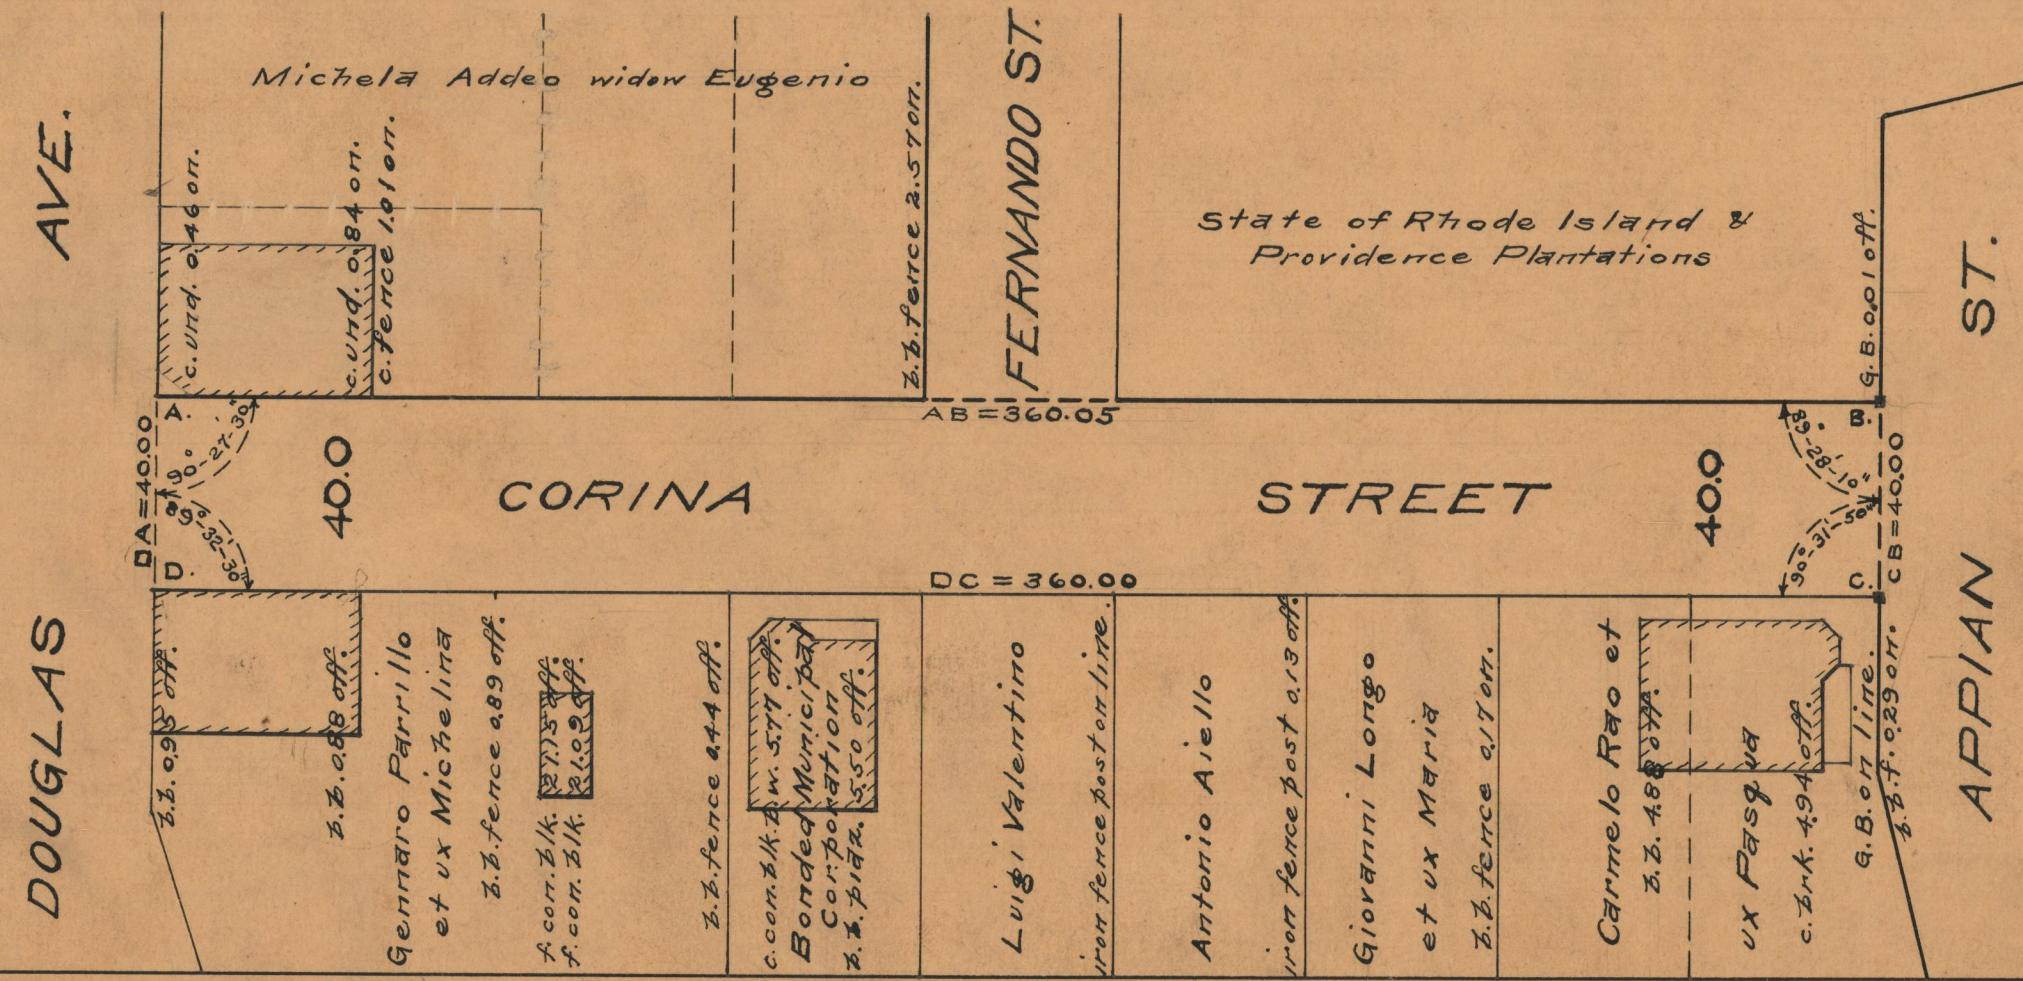 DOUGLAS AVE.
Michela Addeo widow Eugenio
c. und. 0.46 on.
c. und. 0.84 on.
c. fence 1.01 on.
b.b. fence 2.57 on.
FERNANDO ST.
State of Rhode Island &
Providence Plantations
G.B. 0.01 off.
A.
90°-27'-30"
DA=40.00
89°-32'-30"
D.
40.0
CORINA STREET
AB=360.05
DC=360.00
40.0
B.
89°-28'-10"
CB=40.00
90°-31'-50"
C.
b.b. 0.95 off.
b.b. 0.88 off.
Gennaro Parrillo
et ux Michelina
b.b. fence 0.89 off.
f. con. blk. 21.15 off.
f. con. blk. 21.09 off.
b.b. fence 0.44 off.
c. con. blk. b.w. 5.77 off.
Bonded Municipal
Corporation
b.b. piaz. 5.50 off.
Luigi Valentino
iron fence post on line.
Antonio Aiello
iron fence post 0.13 off.
Giovanni Longo
et ux Maria
b.b. fence 0.17 on.
Carmelo Rao et
b.b. 4.88 off.
ux Pasqua
c. brk. 4.94 off.
G.B. on line.
b.b.f. 0.29 on.
APPIAN ST.